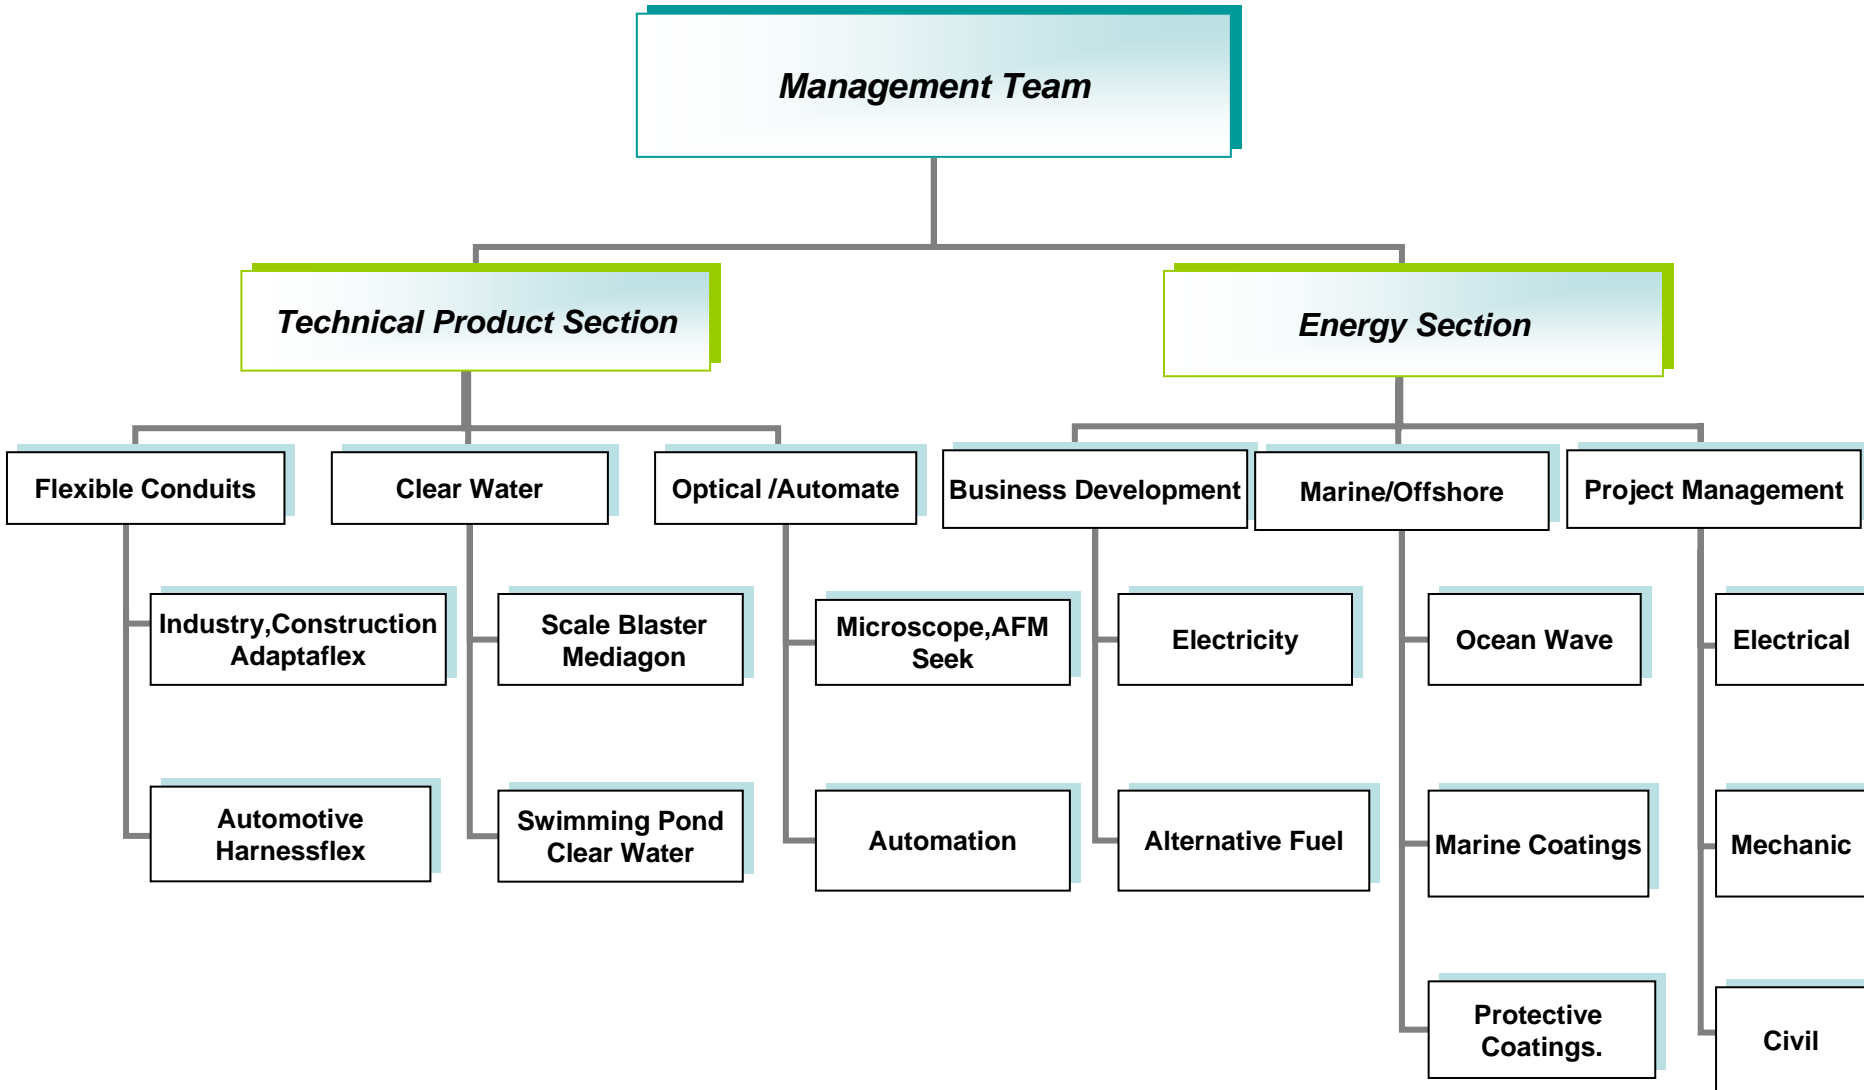 Management Team
Technical Product Section
Energy Section
Flexible Conduits
Clear Water
Optical /Automate
Business Development
Marine/Offshore
Project Management
Industry,Construction
Adaptaflex
Scale Blaster
Mediagon
Microscope,AFM
Seek
Electricity
Ocean Wave
Electrical
Automotive
Harnessflex
Swimming Pond
Clear Water
Automation
Alternative Fuel
Marine Coatings
Mechanic
Protective
Coatings.
Civil